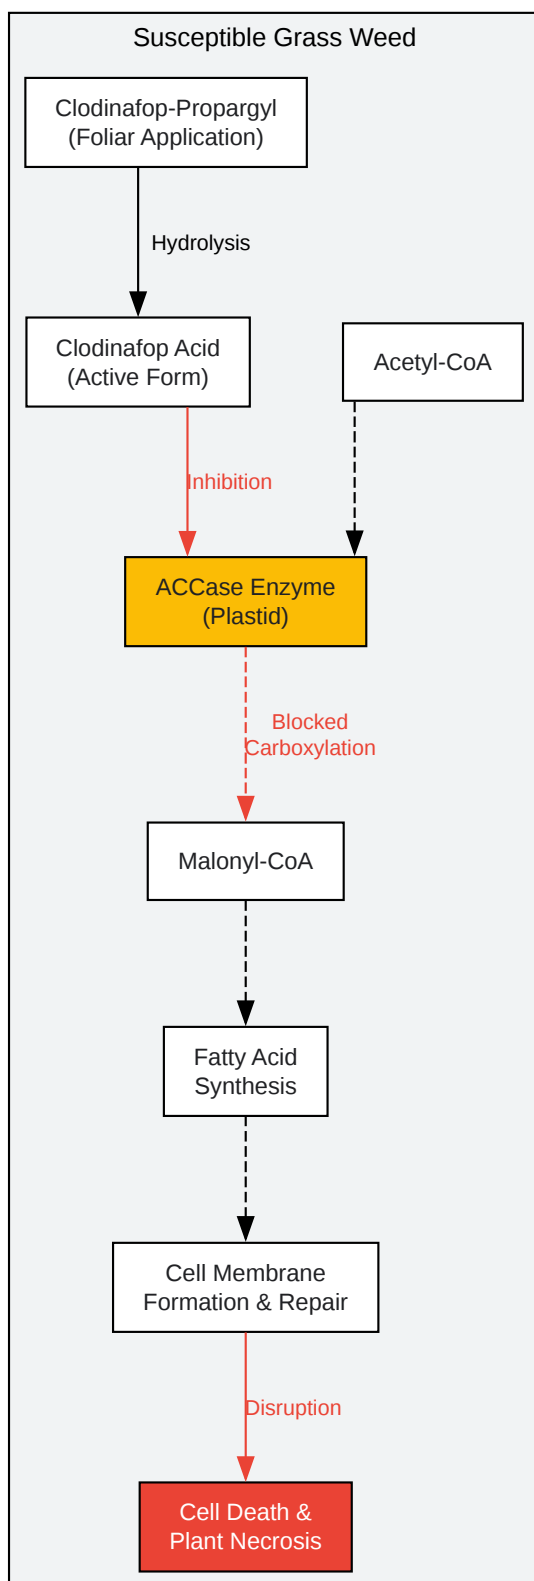 Susceptible Grass Weed
Clodinafop-Propargyl
(Foliar Application)
Hydrolysis
Clodinafop Acid
(Active Form)
Acetyl-CoA
Inhibition
ACCase Enzyme
(Plastid)
Blocked
Carboxylation
Malonyl-CoA
Fatty Acid
Synthesis
Cell Membrane
Formation & Repair
Disruption
Cell Death &
Plant Necrosis